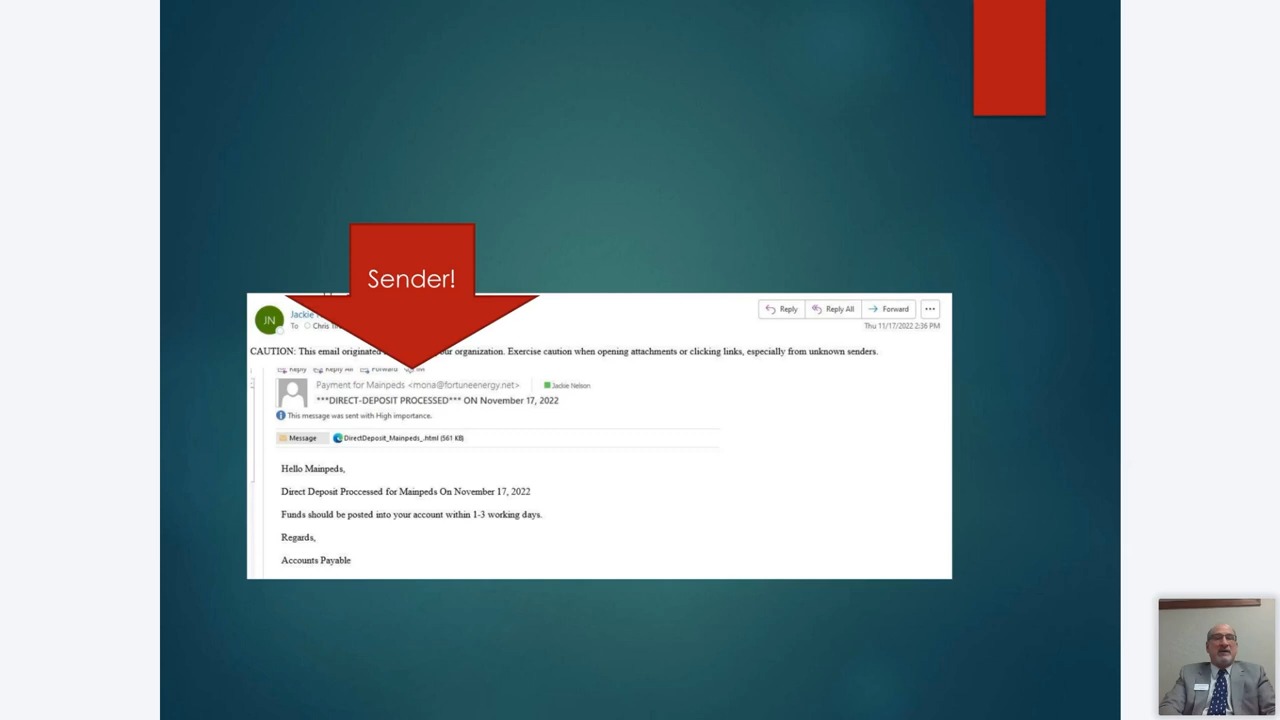 Sender!
JN
Jackie
To Chris
Reply Reply All Forward ...
Thu 11/17/2022 2:36 PM
CAUTION: This email originated our organization. Exercise caution when opening attachments or clicking links, especially from unknown senders.
Reply Reply All Forward IM
Payment for Mainpeds <mona@fortuneenergy.net> Jackie Nelson
***DIRECT-DEPOSIT PROCESSED*** ON November 17, 2022
This message was sent with High importance.
Message DirectDeposit_Mainpeds_.html (561 KB)
Hello Mainpeds,
Direct Deposit Proccessed for Mainpeds On November 17, 2022
Funds should be posted into your account within 1-3 working days.
Regards,
Accounts Payable